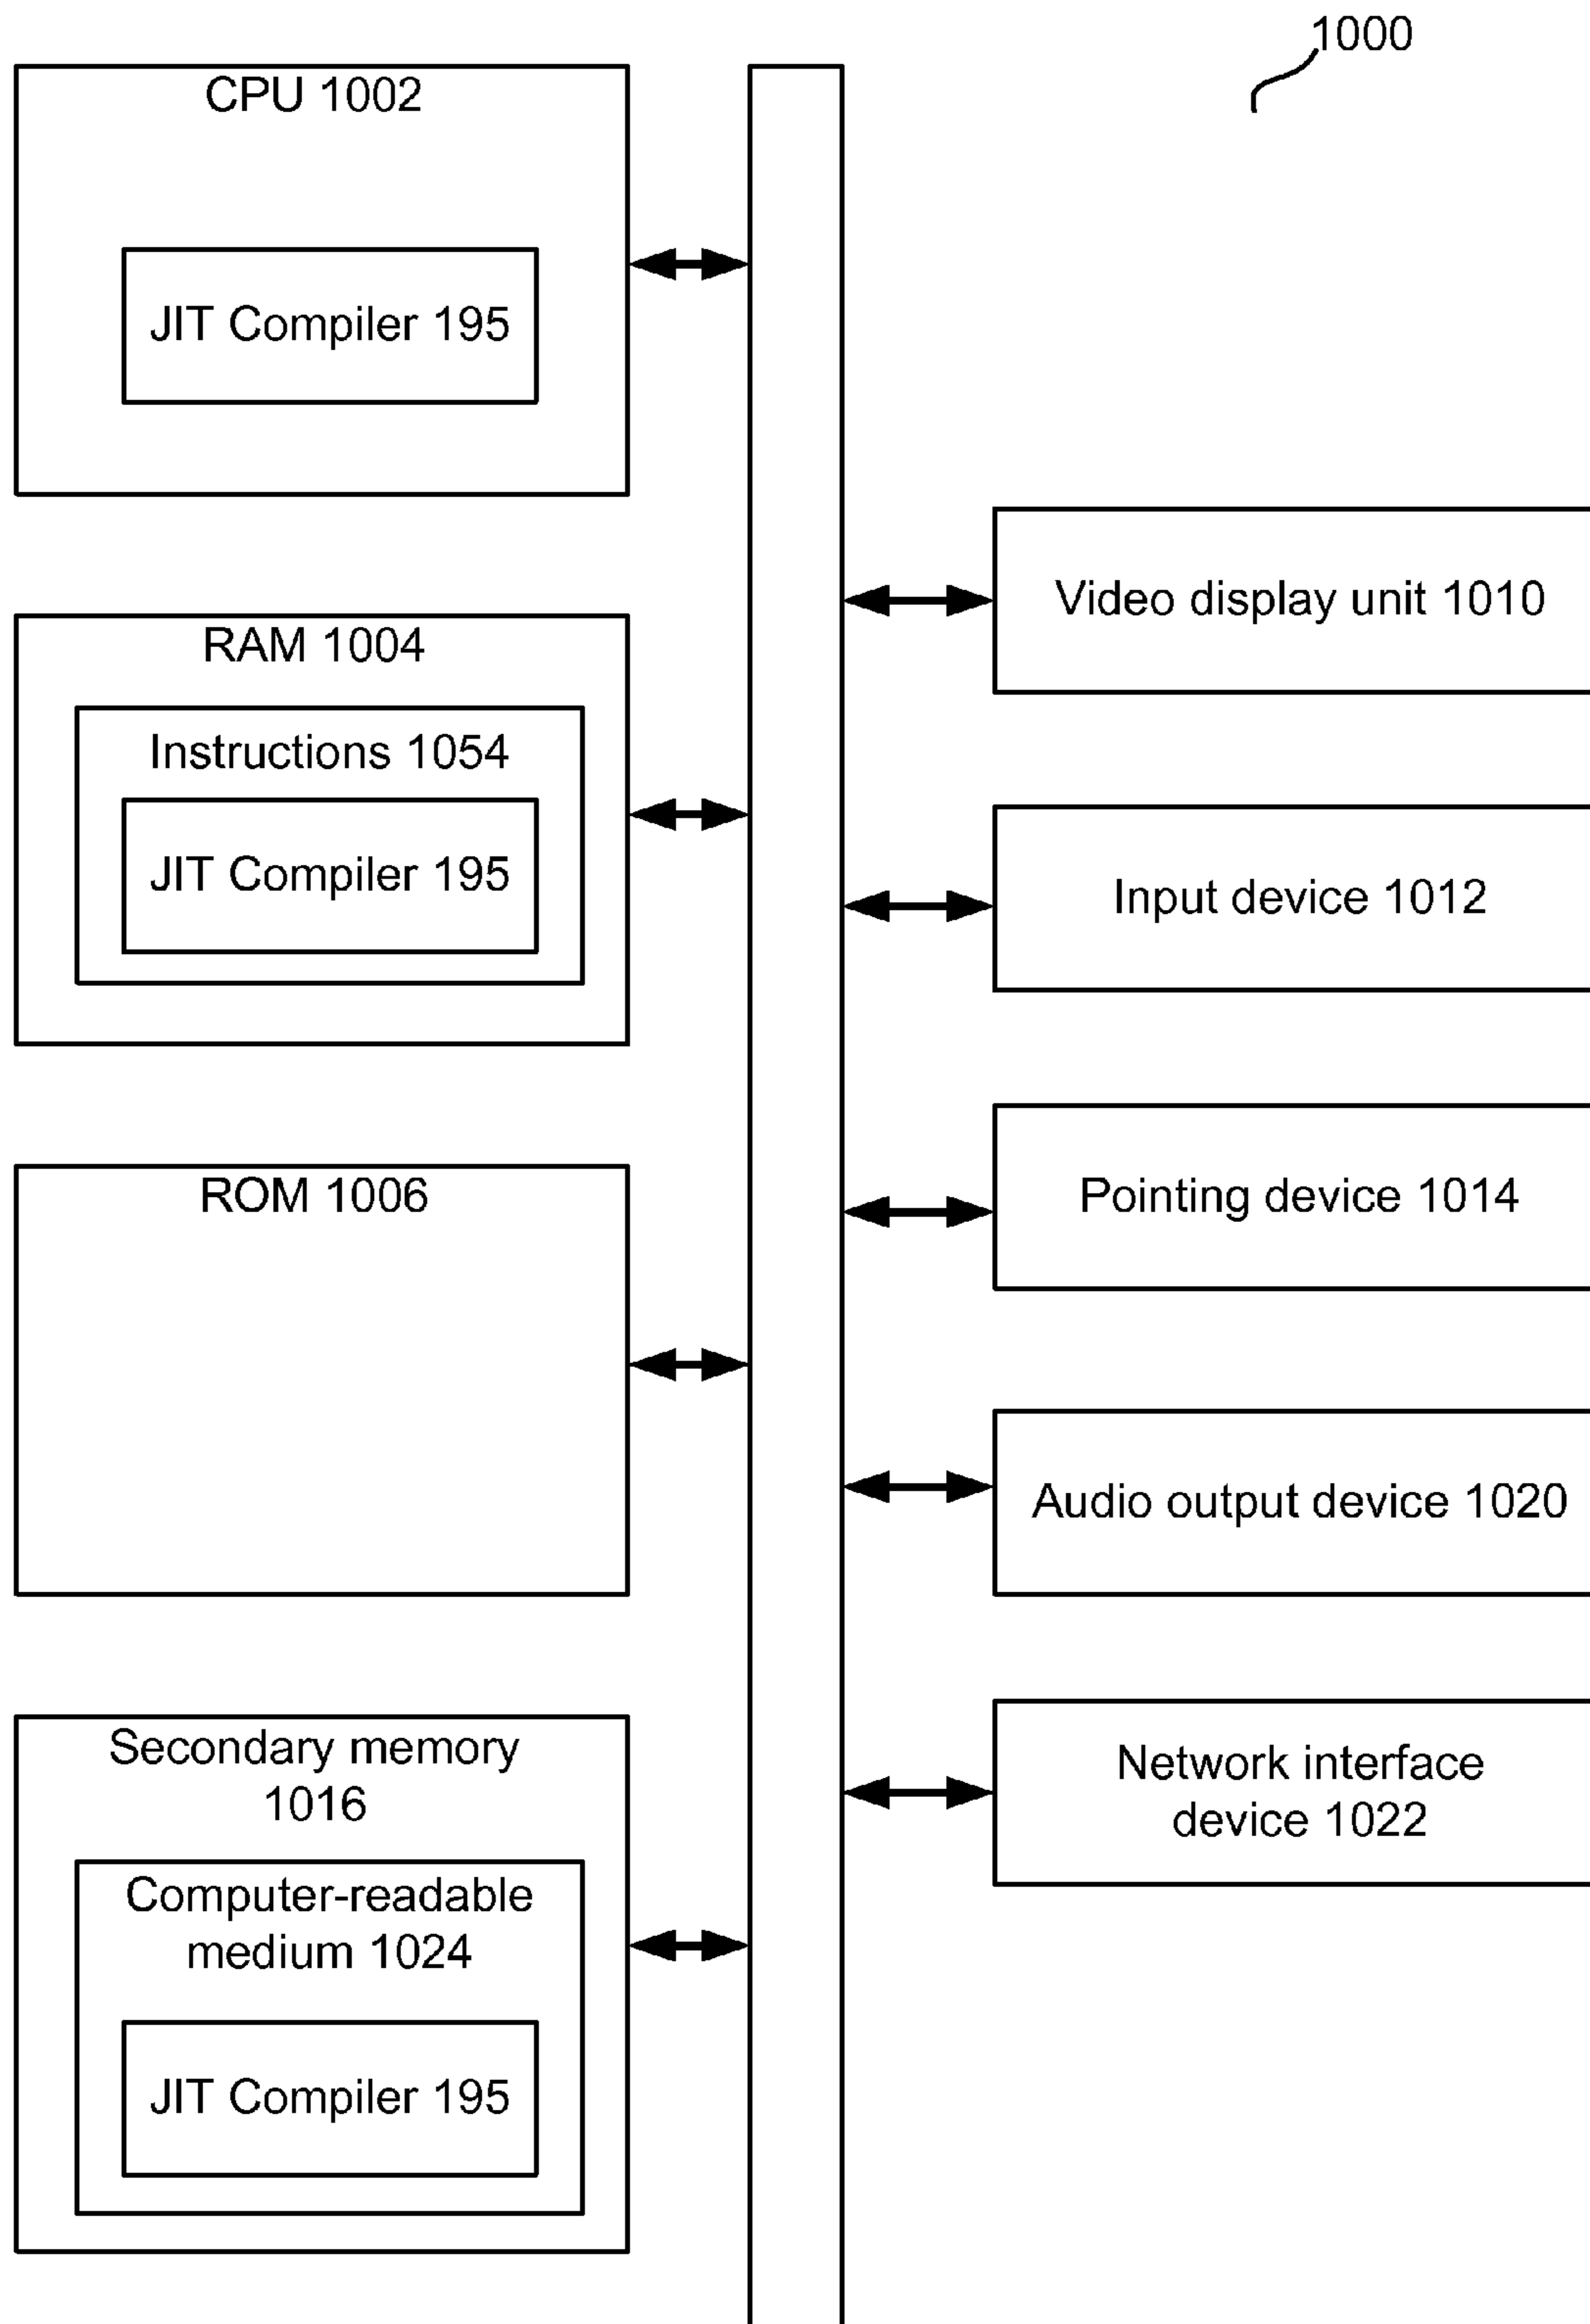 1000
CPU 1002
JIT Compiler 195
RAM 1004
Instructions 1054
JIT Compiler 195
ROM 1006
Secondary memory
1016
Computer-readable
medium 1024
JIT Compiler 195
Video display unit 1010
Input device 1012
Pointing device 1014
Audio output device 1020
Network interface
device 1022